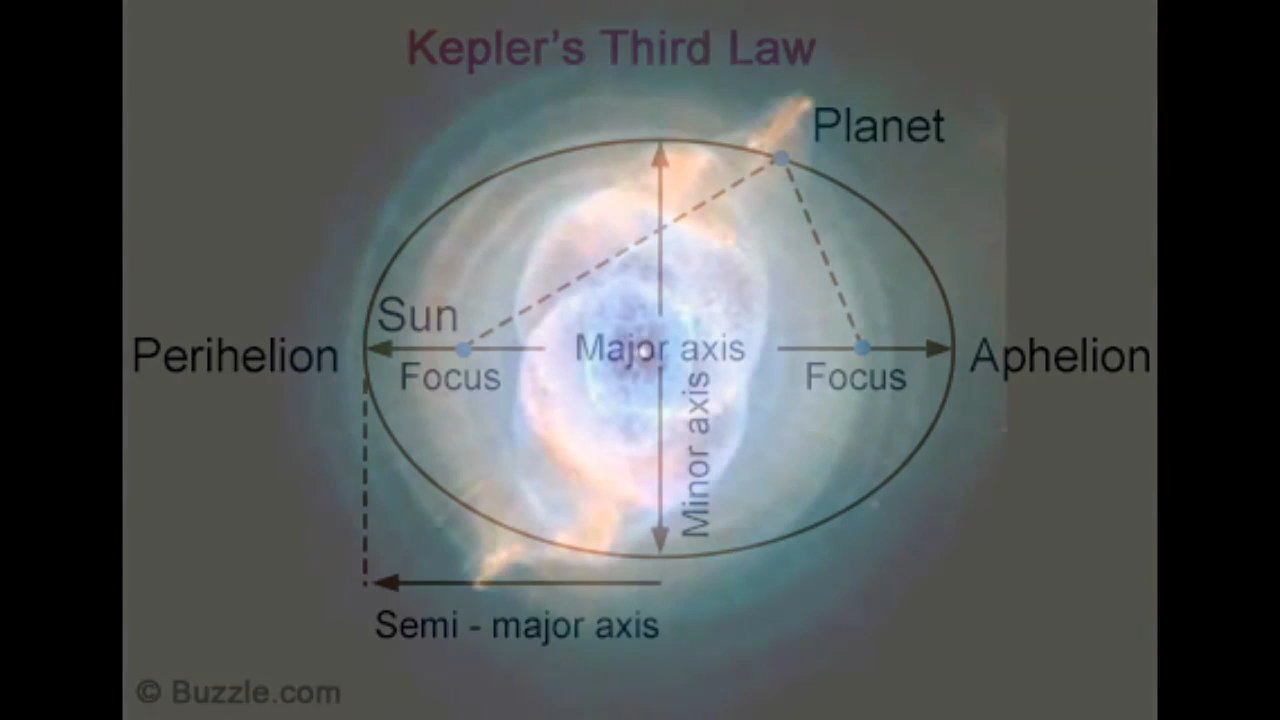 Kepler's Third Law
Planet
Sun
Perihelion
Major axis
Aphelion
Focus
Focus
Minor axis
Semi - major axis
© Buzzle.com